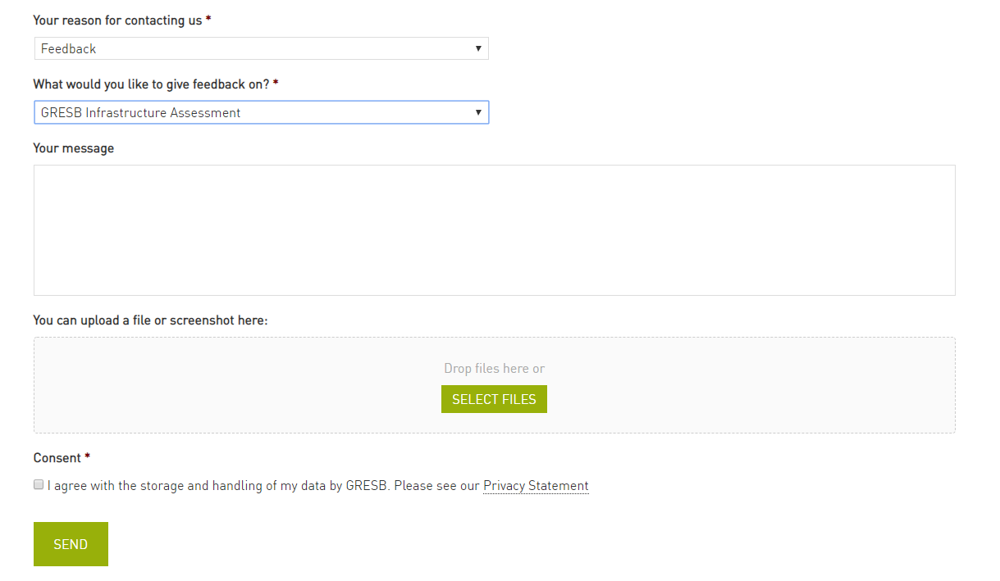 Your reason for contacting us *
Feedback
What would you like to give feedback on? *
GRESB Infrastructure Assessment
Your message
You can upload a file or screenshot here:
Drop files here or
SELECT FILES
Consent *
I agree with the storage and handling of my data by GRESB. Please see our Privacy Statement
SEND